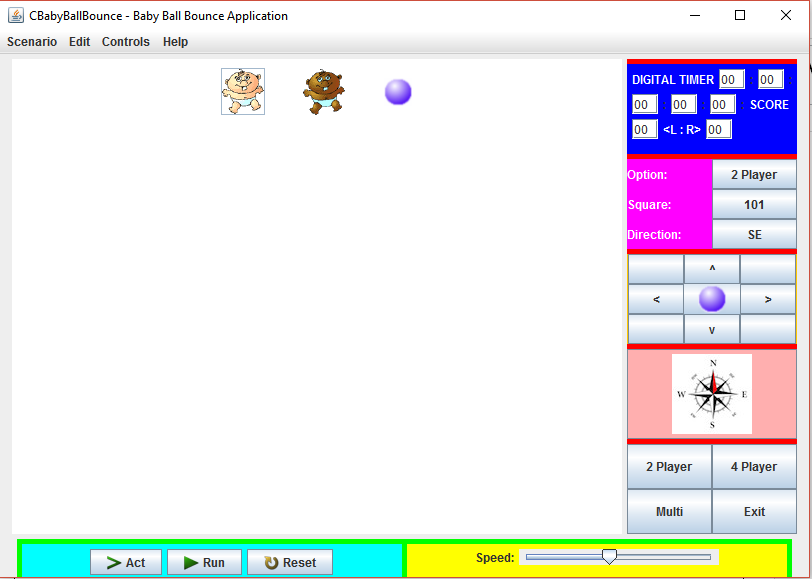 CBabyBallBounce - Baby Ball Bounce Application
Scenario Edit Controls Help
DIGITAL TIMER 00 : 00 :
00 : 00 : 00 : SCORE
00 <L : R> 00
Option: 2 Player
Square: 101
Direction: SE
^
< >
v
N
W E
S
2 Player 4 Player
Multi Exit
Act Run Reset Speed: